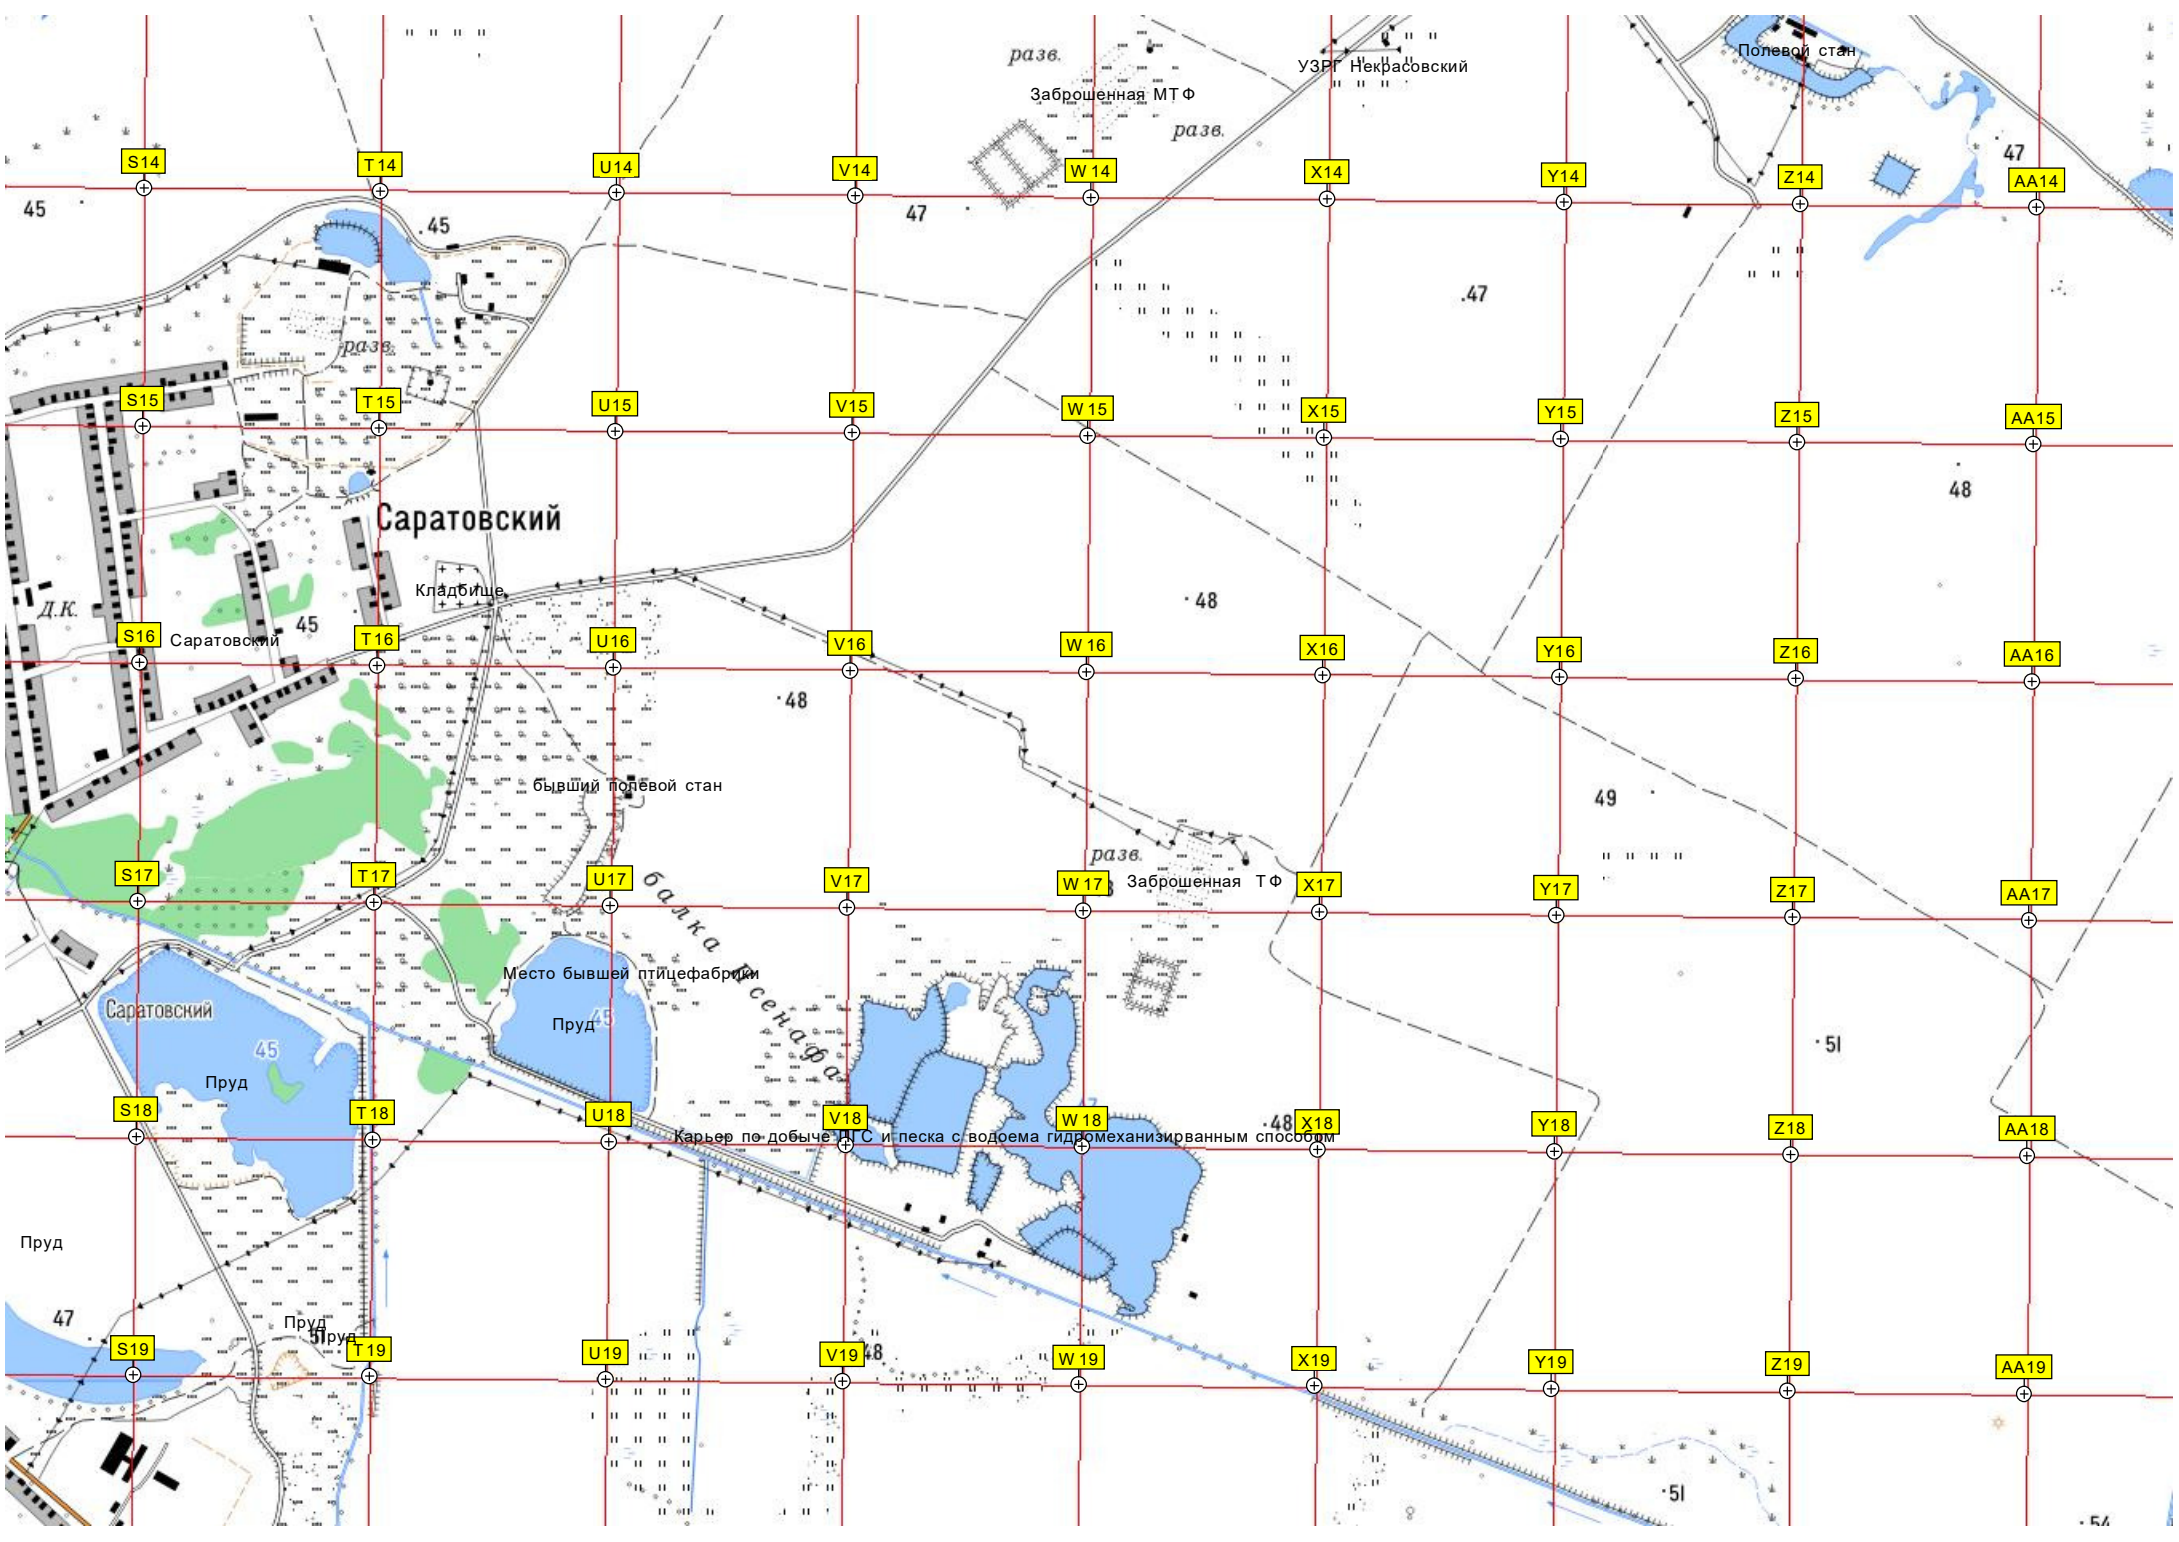 разв.
Полевой стан
УЗРГ Некрасовский
Заброшенная МТФ
разв.
47
S14
T14
U14
V14
W14
X14
Y14
Z14
AA14
45
45
47
47
разв.
S15
T15
U15
V15
W15
X15
Y15
Z15
AA15
48
Саратовский
Кладбище
Д.К.
45
48
S16
Саратовский
T16
U16
V16
W16
X16
Y16
Z16
AA16
48
бывший полевой стан
49
разв.
S17
T17
U17
балка Ясенафа
V17
W17
Заброшенная ТФ
X17
Y17
Z17
AA17
Место бывшей птицефабрики
Саратовский
Пруд
45
45
51
Пруд
S18
T18
U18
V18
W18
48
X18
Y18
Z18
AA18
Карьер по добыче ПГС и песка с водоема гидромеханизирванным способом
Пруд
47
Пруд
51
Пруд
S19
T19
U19
V19
48
W19
X19
Y19
Z19
AA19
51
54